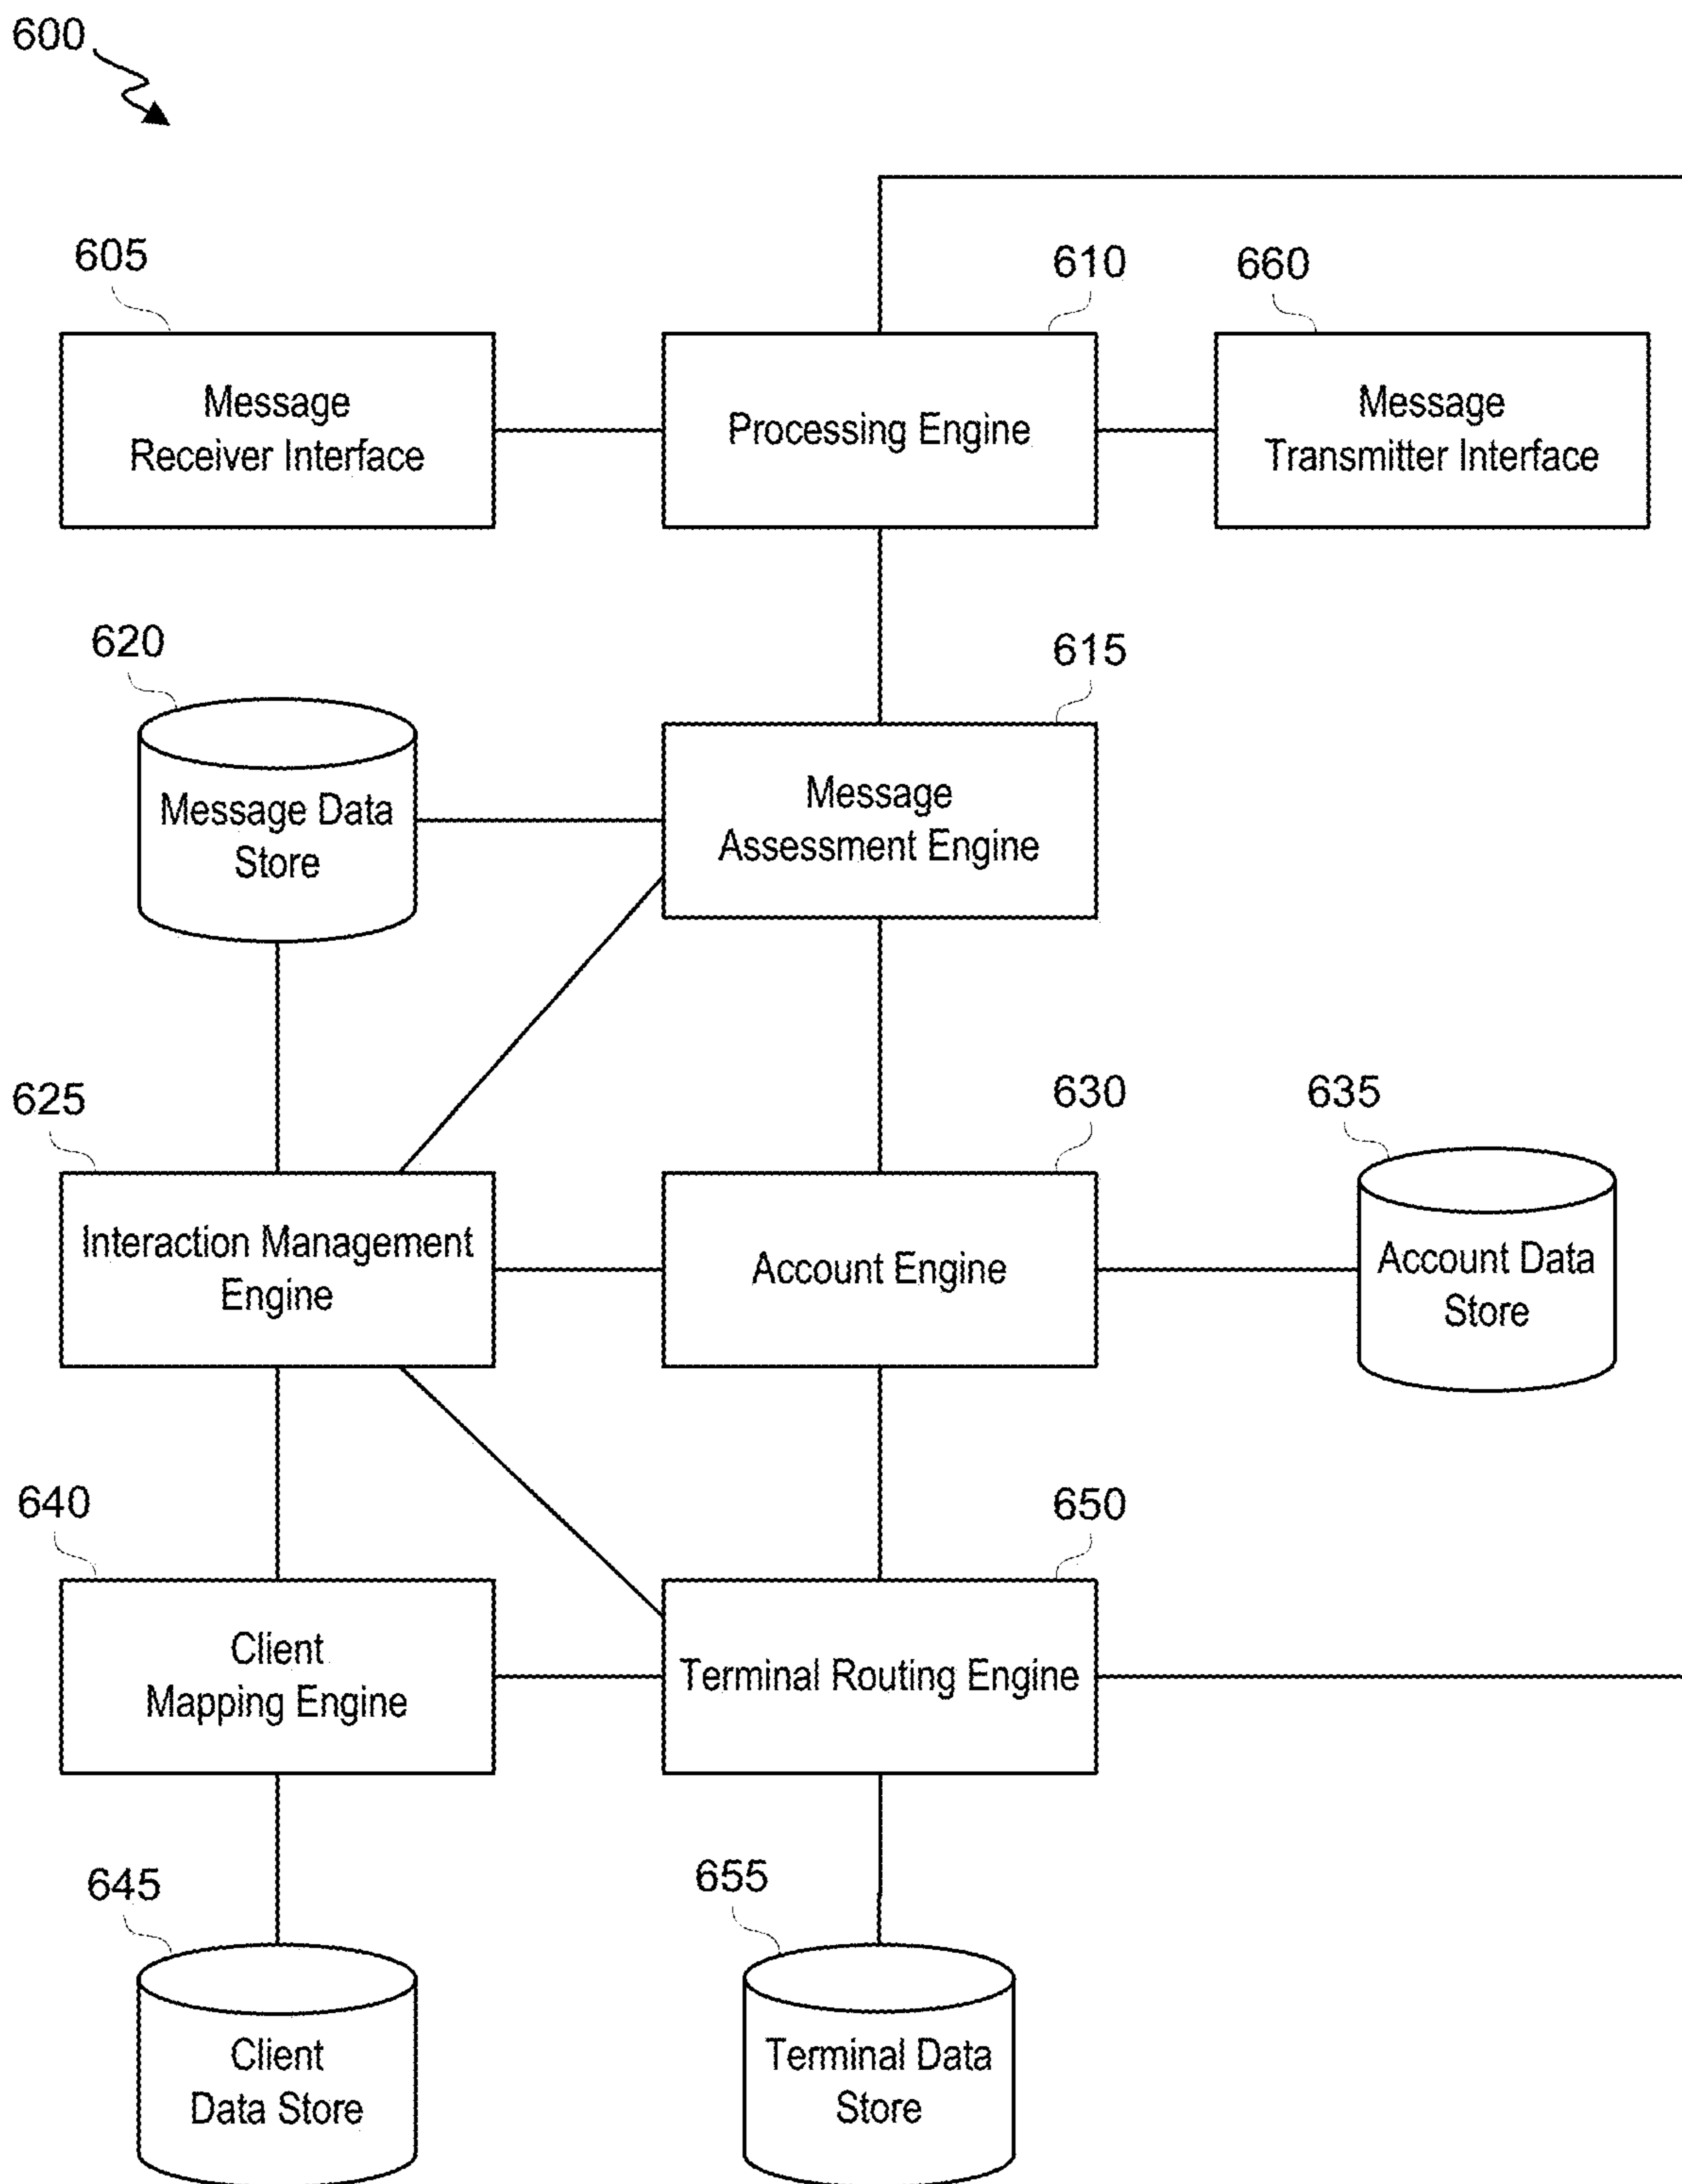 600
605
610
660
Message
Receiver Interface
Processing Engine
Message
Transmitter Interface
620
615
Message Data
Store
Message
Assessment Engine
625
630
635
Interaction Management
Engine
Account Engine
Account Data
Store
640
650
Client
Mapping Engine
Terminal Routing Engine
645
655
Client
Data Store
Terminal Data
Store